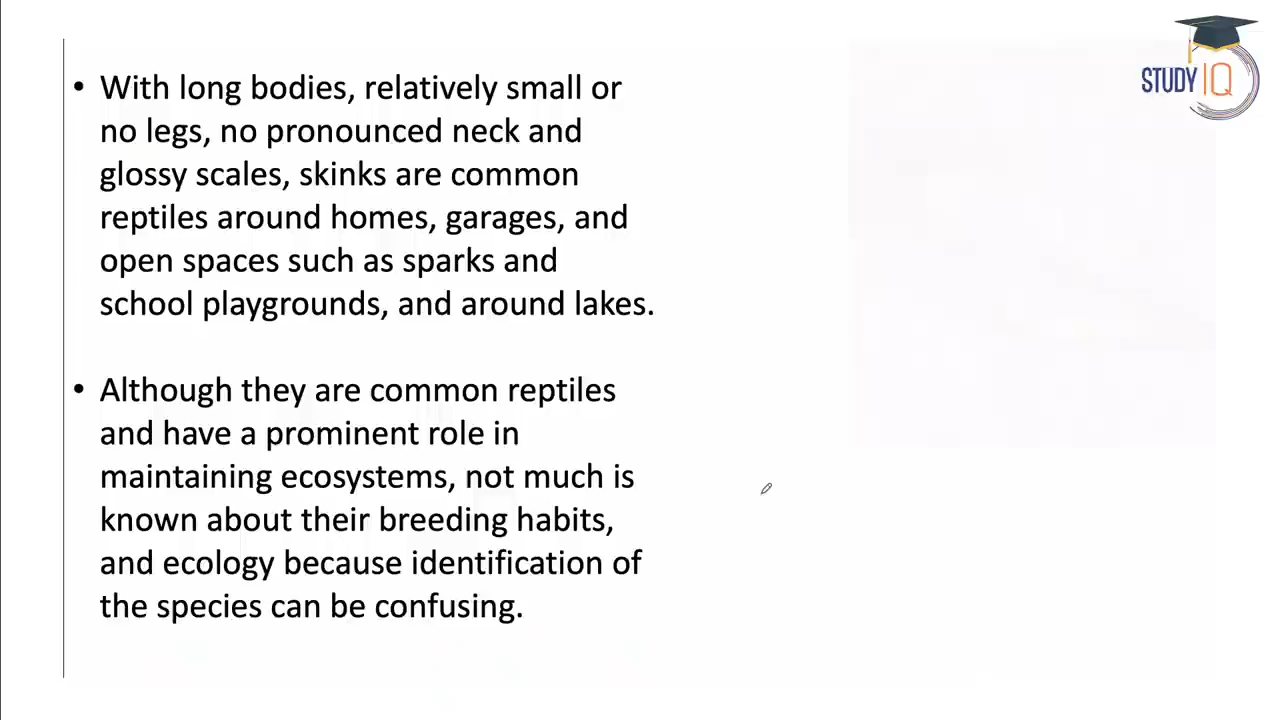 STUDY IQ
• With long bodies, relatively small or
no legs, no pronounced neck and
glossy scales, skinks are common
reptiles around homes, garages, and
open spaces such as sparks and
school playgrounds, and around lakes.
• Although they are common reptiles
and have a prominent role in
maintaining ecosystems, not much is
known about their breeding habits,
and ecology because identification of
the species can be confusing.